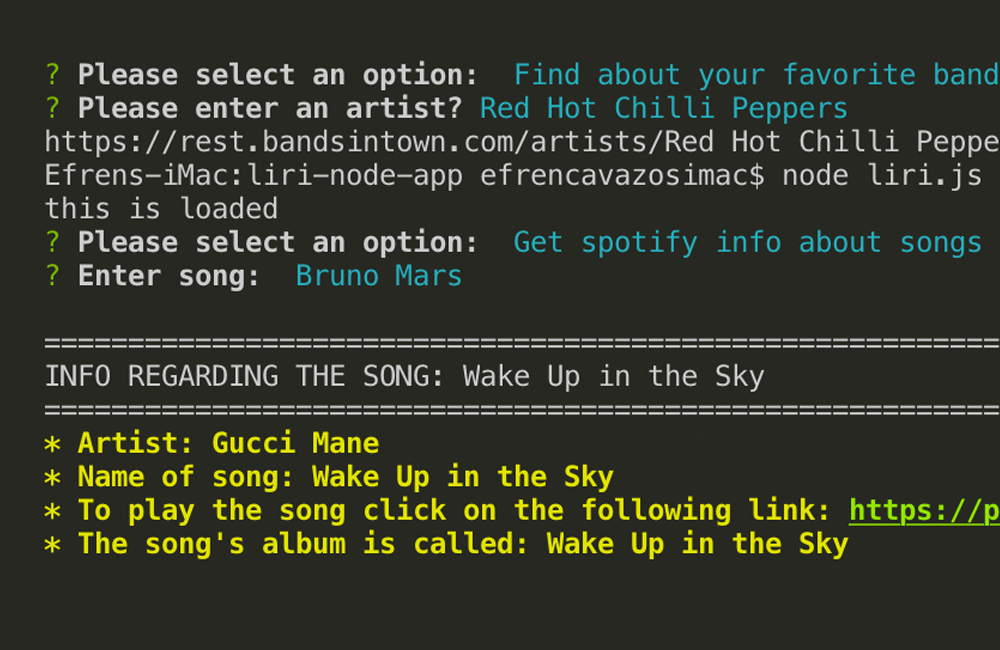 ? Please select an option:  Find about your favorite band
? Please enter an artist? Red Hot Chilli Peppers
https://rest.bandsintown.com/artists/Red Hot Chilli Peppe
Efrens-iMac:liri-node-app efrencavazosimac$ node liri.js
this is loaded
? Please select an option:  Get spotify info about songs
? Enter song:  Bruno Mars
=========================================================
INFO REGARDING THE SONG: Wake Up in the Sky
=========================================================
* Artist: Gucci Mane
* Name of song: Wake Up in the Sky
* To play the song click on the following link: https://p
* The song's album is called: Wake Up in the Sky